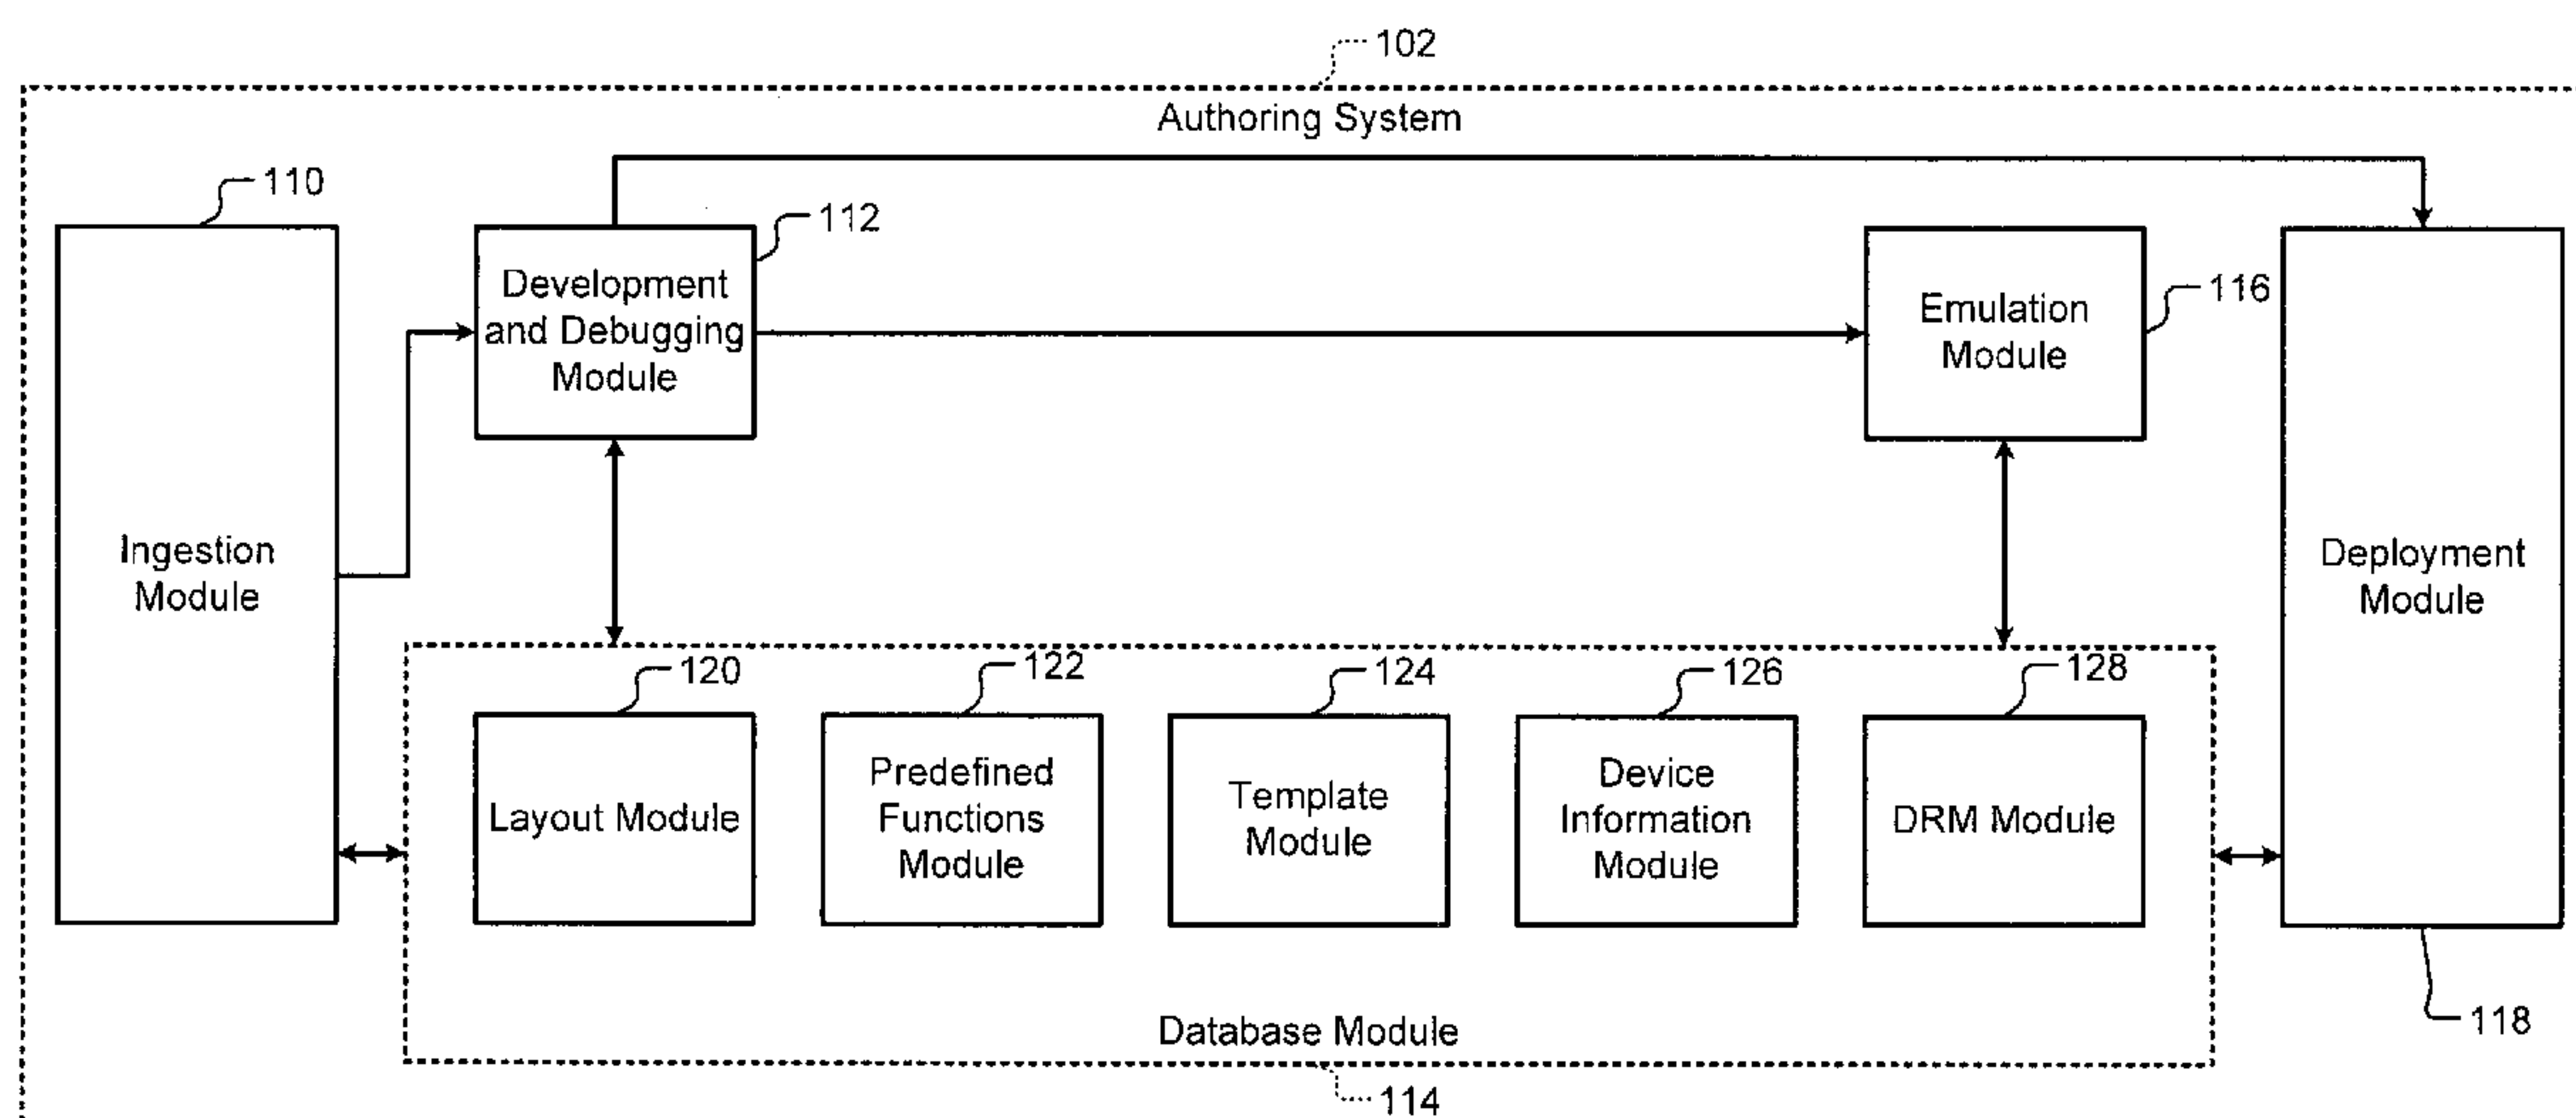 102
Authoring System
110
112
Development
and Debugging
Module
Emulation
Module
116
Ingestion
Module
Deployment
Module
120
122
124
126
128
Layout Module
Predefined
Functions
Module
Template
Module
Device
Information
Module
DRM Module
Database Module
118
114